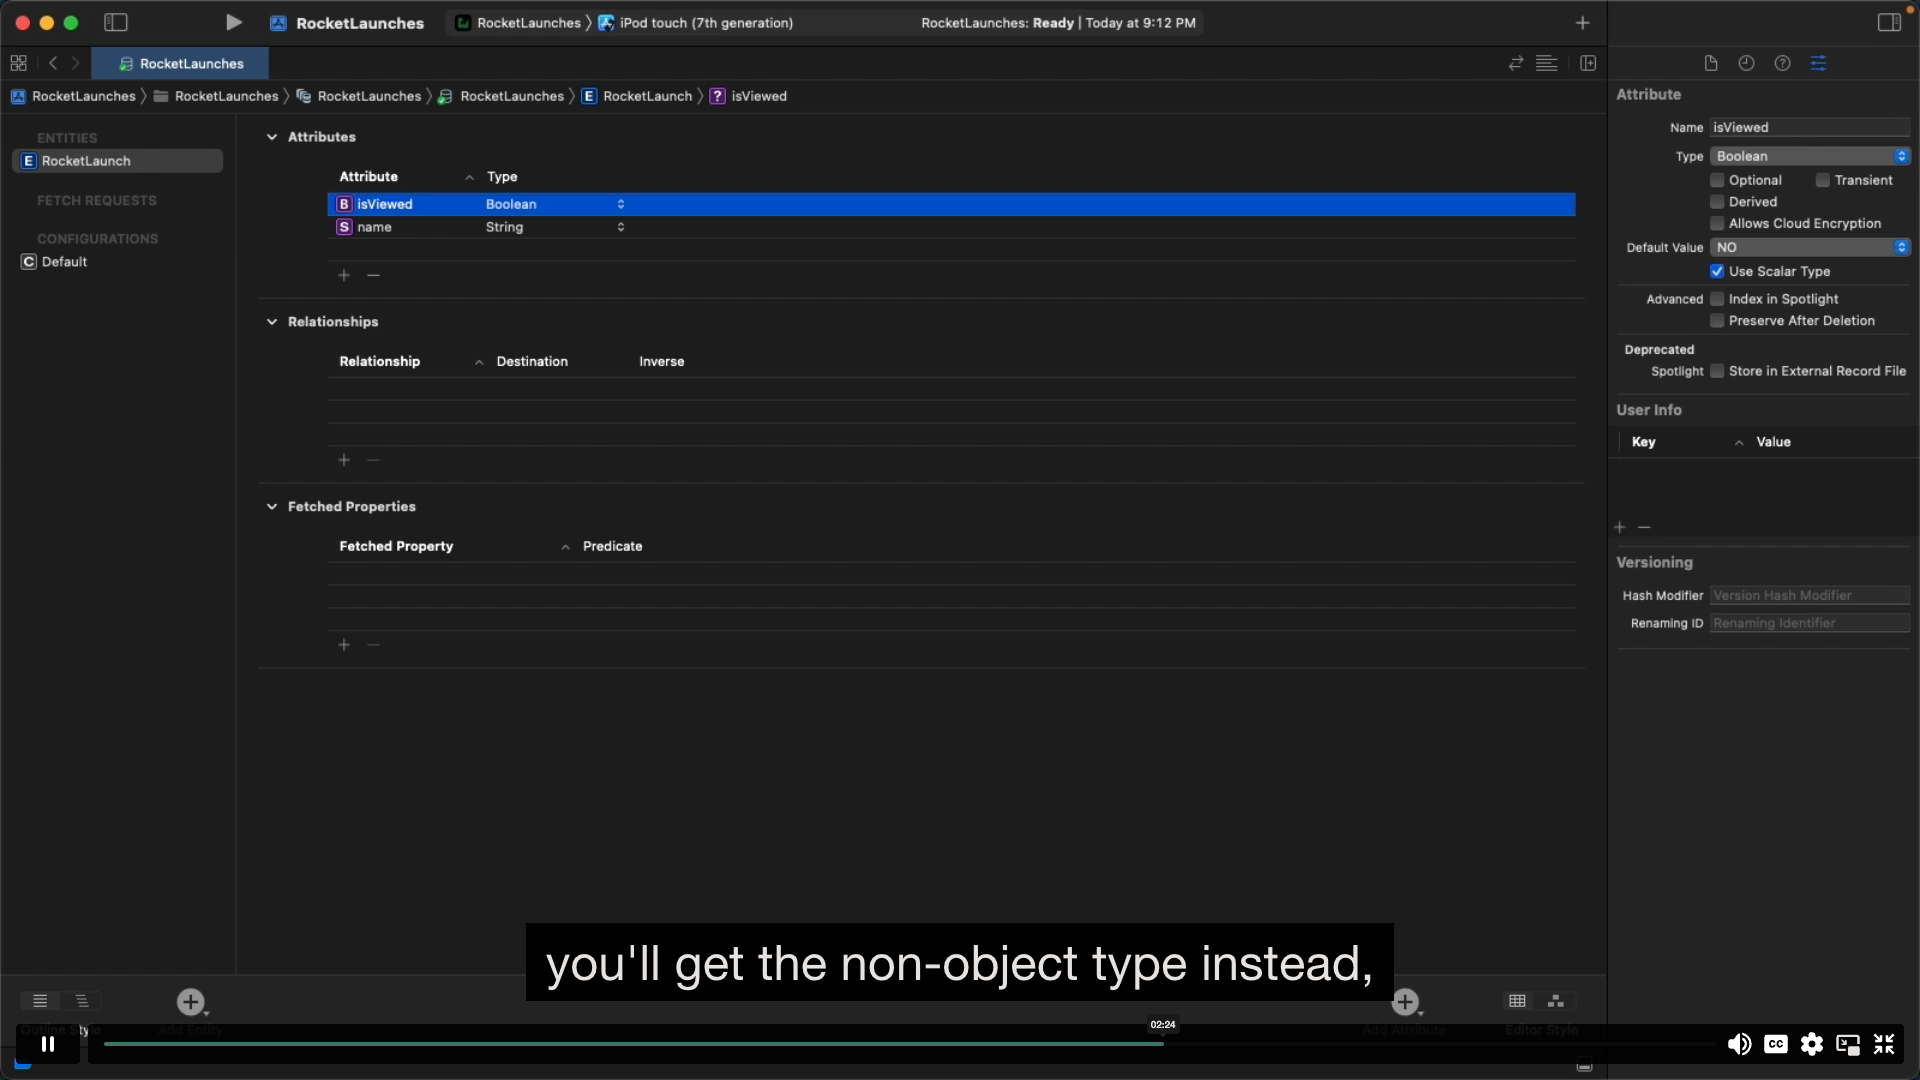 RocketLaunches
RocketLaunches
iPod touch (7th generation)
RocketLaunches: Ready | Today at 9:12 PM
RocketLaunches
RocketLaunches
RocketLaunches
RocketLaunches
RocketLaunches
E RocketLaunch
? isViewed
ENTITIES
E RocketLaunch
FETCH REQUESTS
CONFIGURATIONS
C Default
Attributes
Attribute Type
B isViewed Boolean
S name String
Relationships
Relationship Destination Inverse
Fetched Properties
Fetched Property Predicate
Attribute
Name isViewed
Type Boolean
Optional Transient
Derived
Allows Cloud Encryption
Default Value NO
Use Scalar Type
Advanced Index in Spotlight
Preserve After Deletion
Deprecated
Spotlight Store in External Record File
User Info
Key Value
Versioning
Hash Modifier Version Hash Modifier
Renaming ID Renaming Identifier
you'll get the non-object type instead,
Outline Style
Add Entity
Add Attribute
Editor Style
02:24
CC